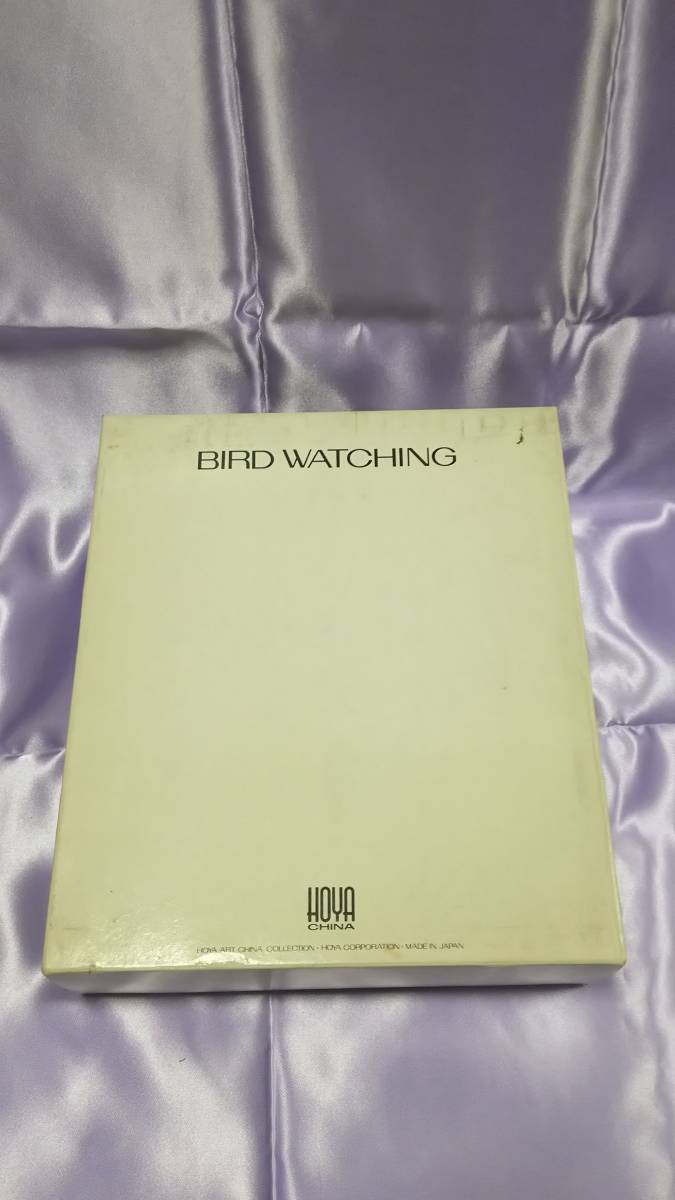 BIRD WATCHING
HOYA
CHINA
HOYA ART CHINA COLLECTION • HOYA CORPORATION • MADE IN JAPAN